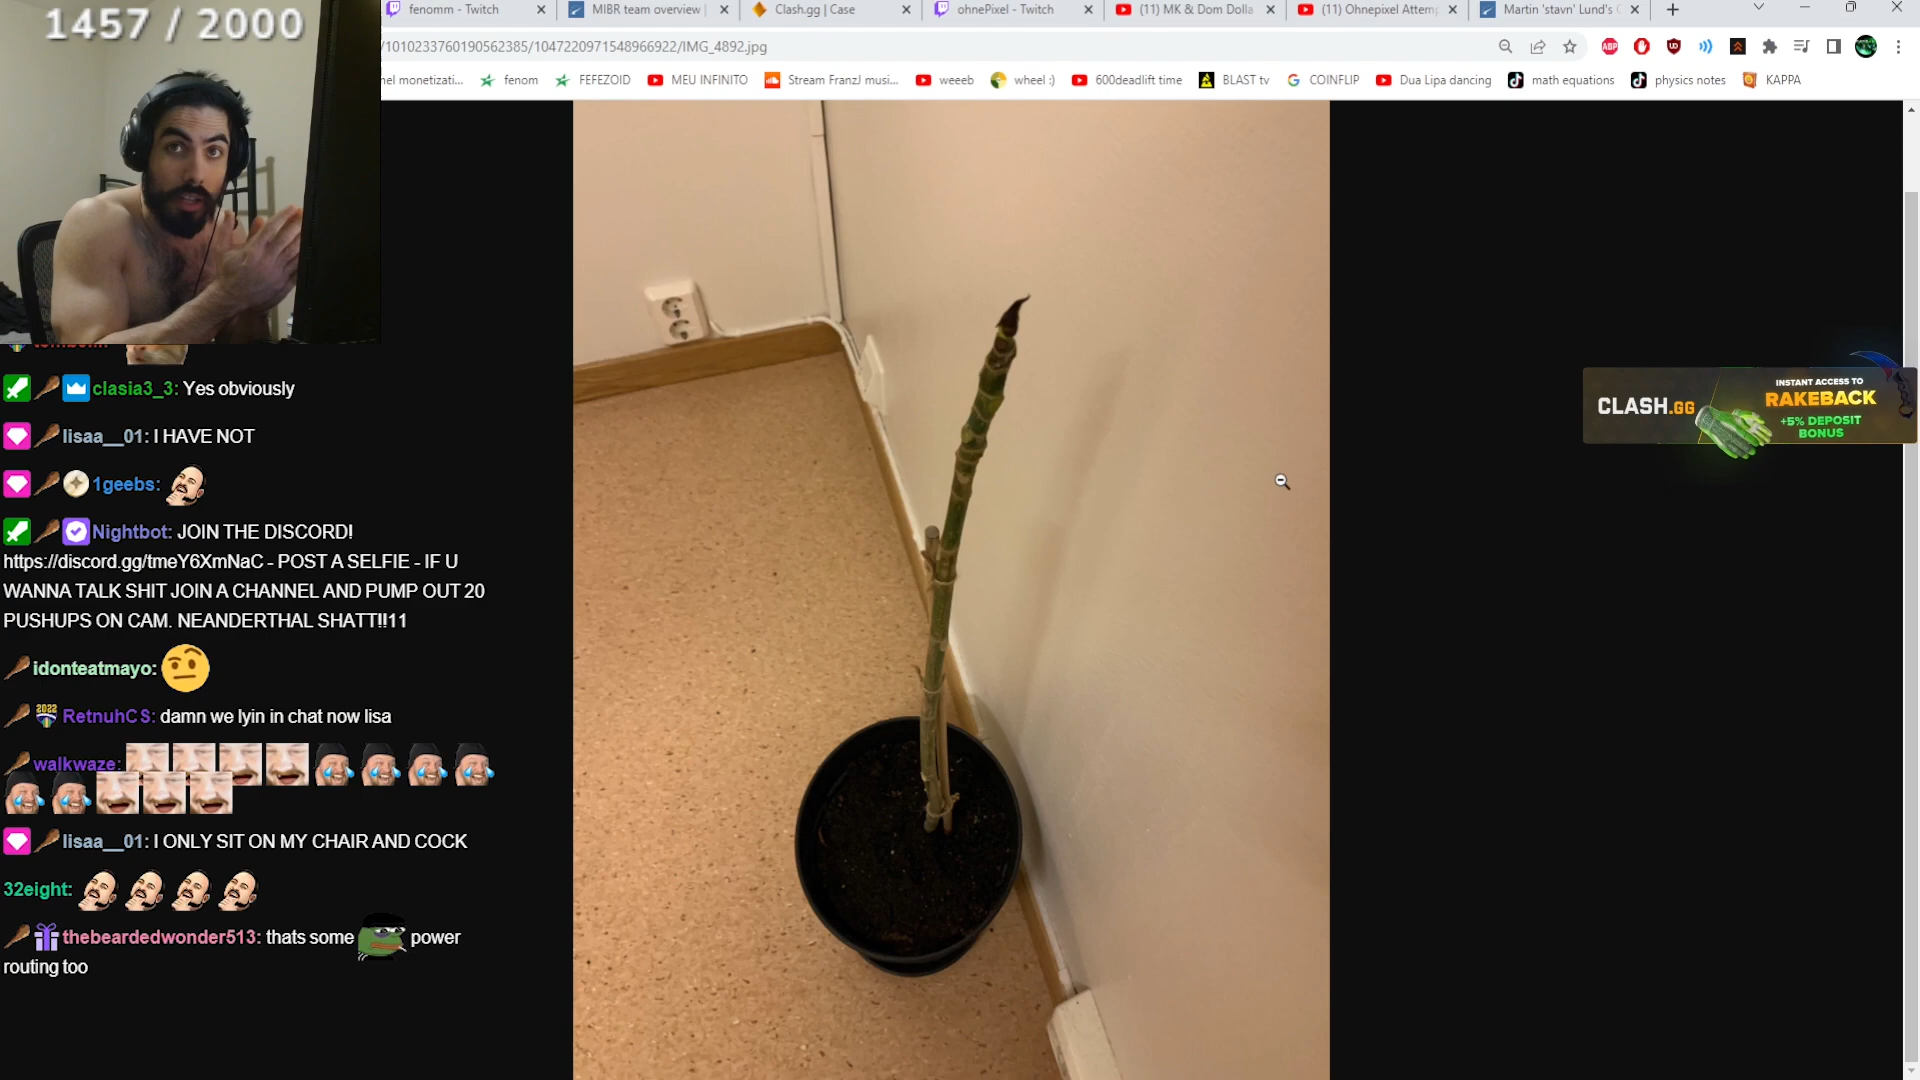 1457 / 2000
fenomm - Twitch
MIBR team overview |
Clash.gg | Case
ohnePixel - Twitch
(11) MK & Dom Dolla
(11) Ohnepixel Attemp
Martin 'stavn' Lund's
/1010233760190562385/1047220971548966922/IMG_4892.jpg
nel monetizati...
fenom
FEFEZOID
MEU INFINITO
Stream FranzJ musi...
weeeb
wheel :)
600deadlift time
BLAST tv
COINFLIP
Dua Lipa dancing
math equations
physics notes
KAPPA
clasia3_3: Yes obviously
lisaa__01: I HAVE NOT
1geebs:
Nightbot: JOIN THE DISCORD!
https://discord.gg/tmeY6XmNaC - POST A SELFIE - IF U
WANNA TALK SHIT JOIN A CHANNEL AND PUMP OUT 20
PUSHUPS ON CAM. NEANDERTHAL SHATT!!11
idonteatmayo:
2022 RetnuhCS: damn we lyin in chat now lisa
walkwaze:
lisaa__01: I ONLY SIT ON MY CHAIR AND COCK
32eight:
thebeardedwonder513: thats some power
routing too
CLASH.GG
INSTANT ACCESS TO
RAKEBACK
+5% DEPOSIT
BONUS